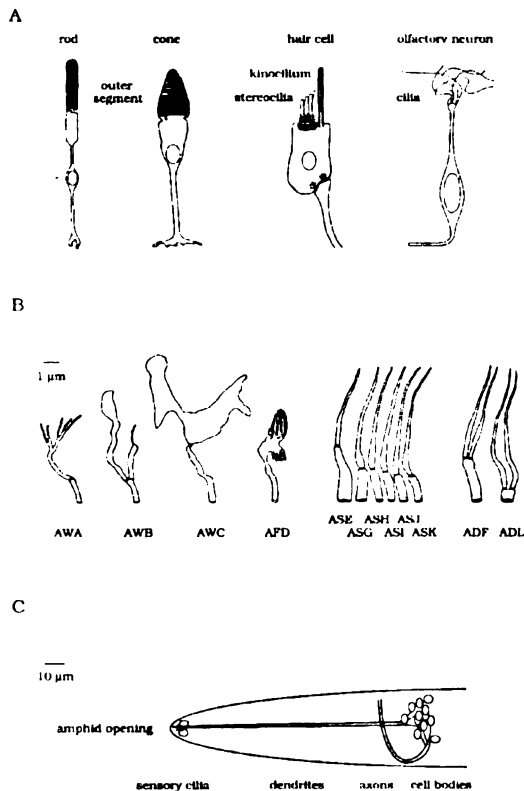 A
rod cone hair cell olfactory neuron
outer segment
kinocilium
stereocilia
cilia
B
1 µm
AWA AWB AWC AFD ASE ASG ASH ASI ASJ ASK ADF ADL
C
10 µm
amphid opening
sensory cilia dendrites axons cell bodies